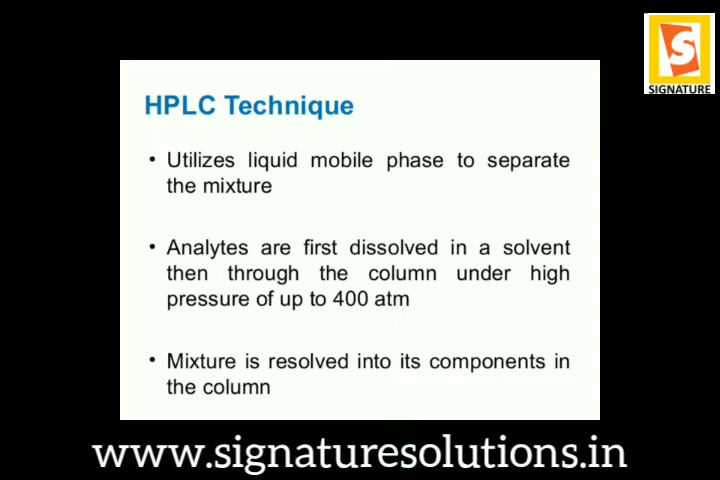 SIGNATURE
HPLC Technique
• Utilizes liquid mobile phase to separate
the mixture
• Analytes are first dissolved in a solvent
then through the column under high
pressure of up to 400 atm
• Mixture is resolved into its components in
the column
www.signaturesolutions.in